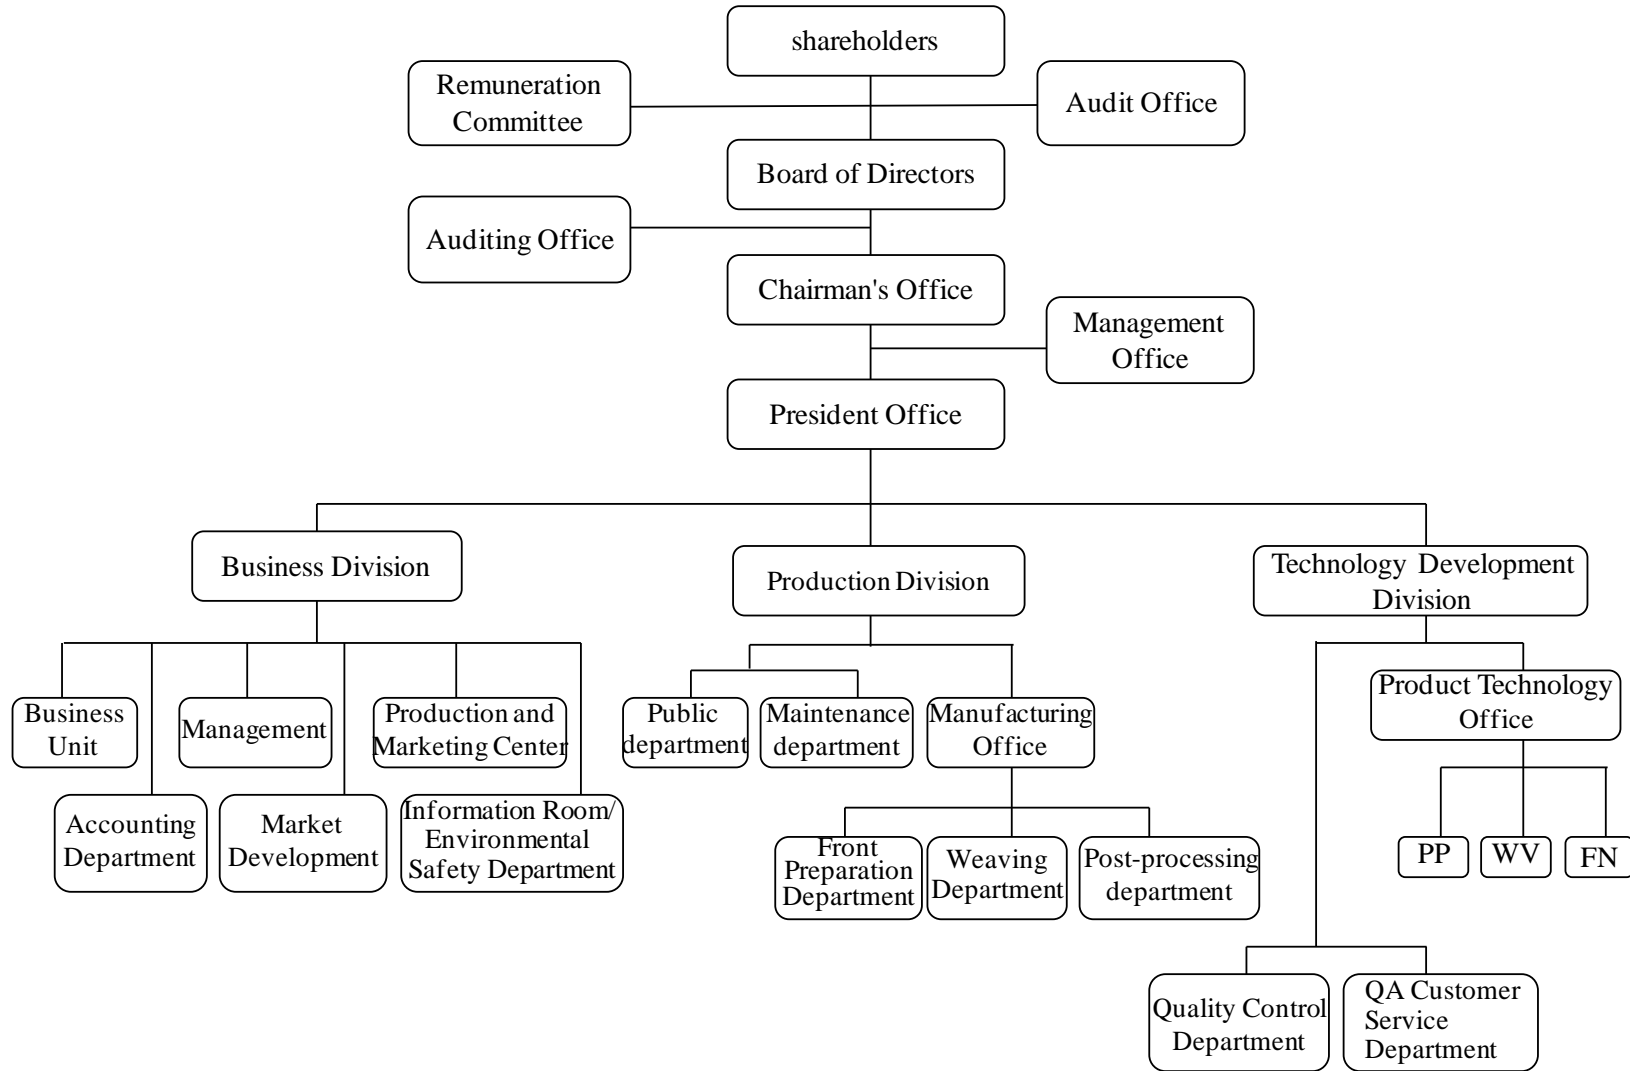 shareholders
Remuneration
Committee
Audit Office
Board of Directors
Auditing Office
Chairman's Office
Management
Office
President Office
Business Division
Production Division
Technology Development
Division
Business
Unit
Management
Production and
Marketing Center
Accounting
Department
Market
Development
Information Room/
Environmental
Safety Department
Public
department
Maintenance
department
Manufacturing
Office
Front
Preparation
Department
Weaving
Department
Post-processing
department
Product Technology
Office
PP
WV
FN
Quality Control
Department
QA Customer
Service
Department